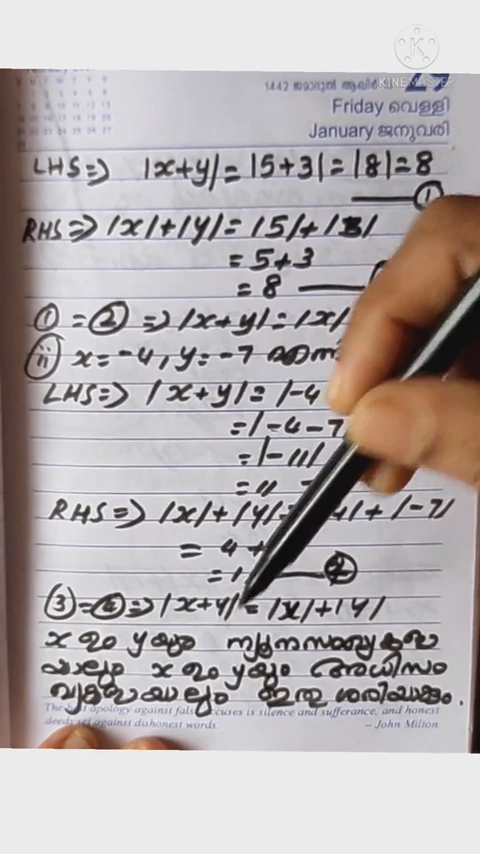 KINEMASTER
1442 ജമാദുൽ ആഖിർ
Friday വെള്ളി
January ജനുവരി
LHS => |x+y| = |5+3| = |8| = 8
①
RHS => |x|+|y| = |5|+|3|
= 5+3
= 8
① = ② => |x+y| = |x|
ii) x = -4, y = -7
LHS => |x+y| = |-4
= |-4-7
= |-11|
= 11
RHS => |x|+|y| + |-7|
= 4+
③ = ④ => |x+y| = |x|+|y|
x ഉം y യും ന്യൂനസംഖ്യകളാ
യാലും x ഉം y യും അധിസം
ഖ്യകളായാലും ഇത് ശരിയാകും.
The best apology against false accuses is silence and sufferance, and honest
deeds set against dishonest words.
– John Milton